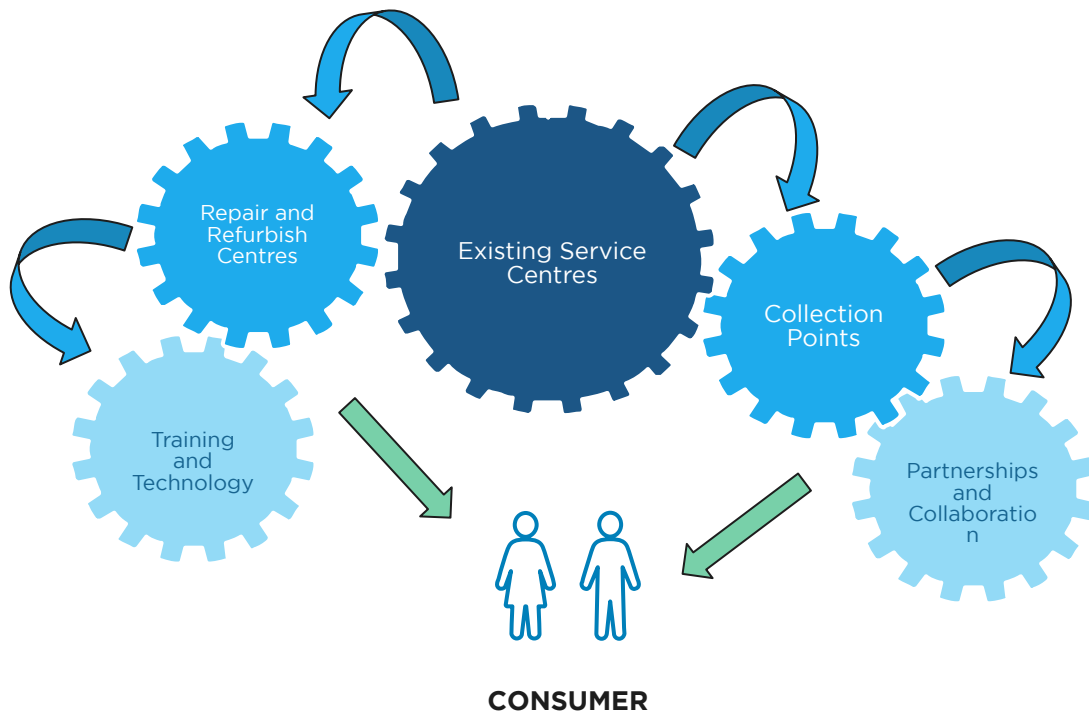 Repair and
Refurbish
Centres
Existing Service
Centres
Collection
Points
Training
and
Technology
Partnerships
and
Collaboratio
n
CONSUMER